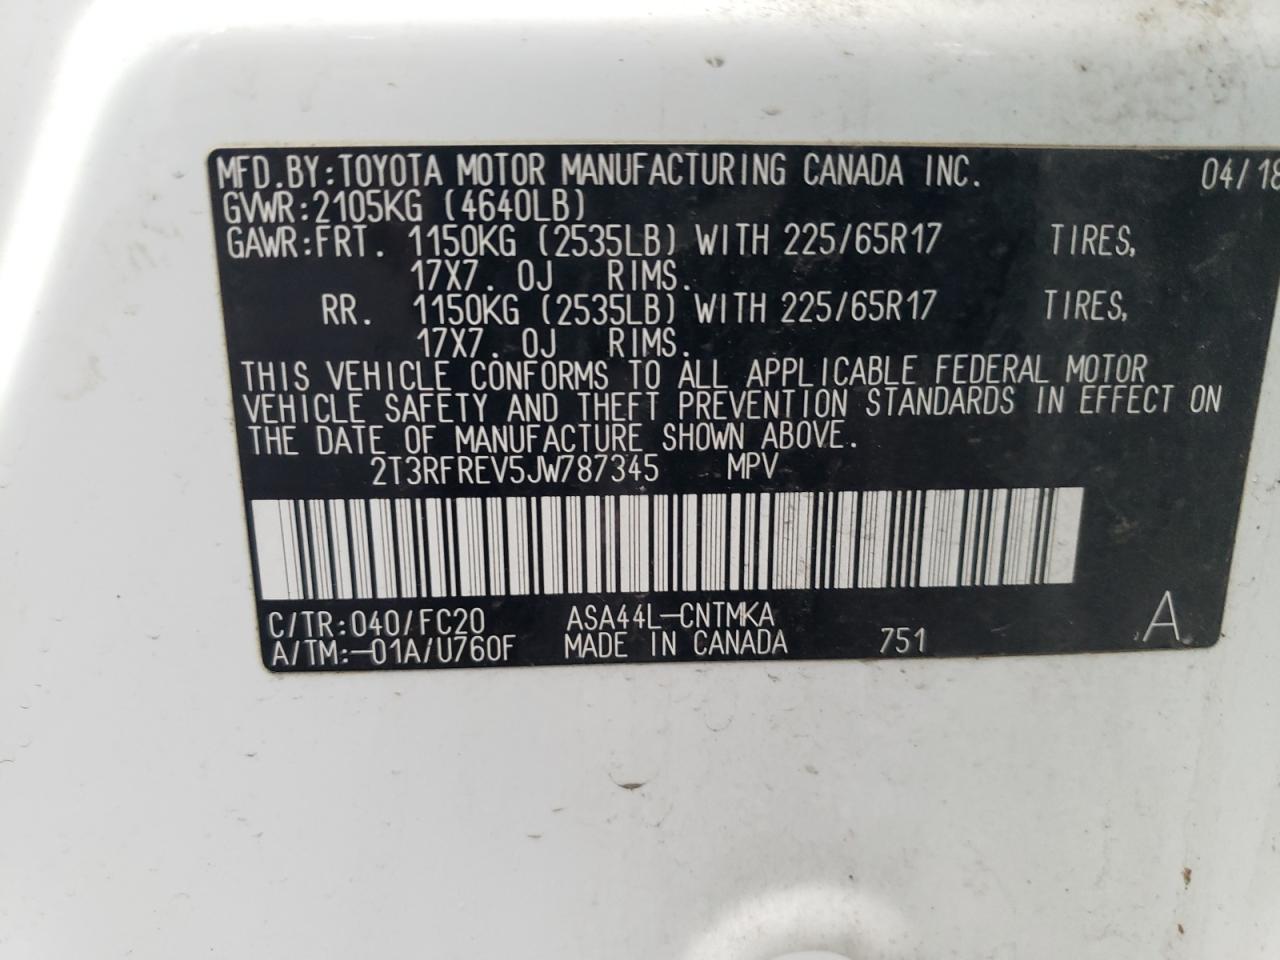 MFD.BY:TOYOTA MOTOR MANUFACTURING CANADA INC. 04/18
GVWR:2105KG (4640LB)
GAWR:FRT. 1150KG (2535LB) WITH 225/65R17 TIRES,
17X7.0J RIMS.
RR. 1150KG (2535LB) WITH 225/65R17 TIRES,
17X7.0J RIMS.
THIS VEHICLE CONFORMS TO ALL APPLICABLE FEDERAL MOTOR
VEHICLE SAFETY AND THEFT PREVENTION STANDARDS IN EFFECT ON
THE DATE OF MANUFACTURE SHOWN ABOVE.
2T3RFREV5JW787345 MPV
C/TR:040/FC20 ASA44L-CNTMKA
A/TM:-01A/U760F MADE IN CANADA 751 A